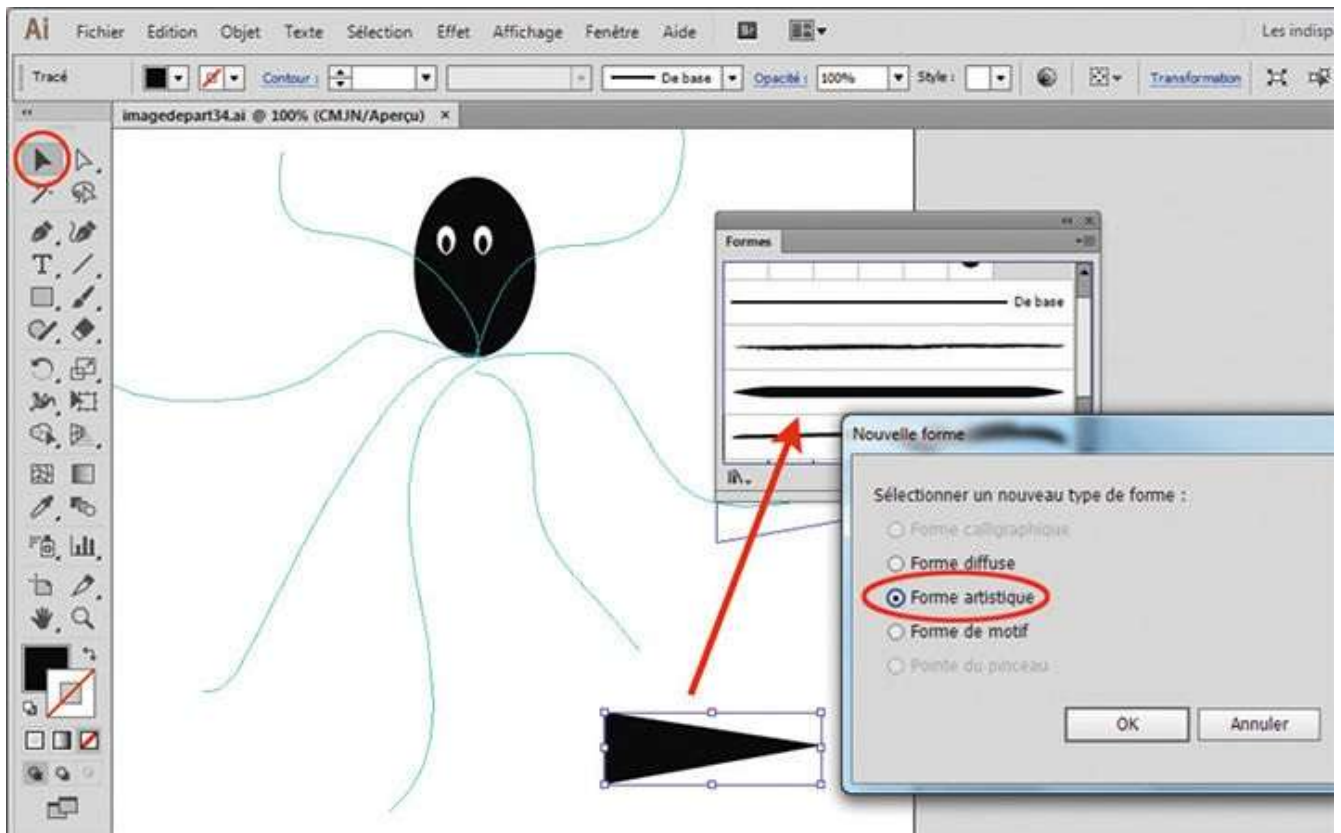 Ai Fichier Edition Objet Texte Sélection Effet Affichage Fenêtre Aide Br Les indisp
Tracé Contour : De base Opacité : 100% Style : Transformation
imagedepart34.ai @ 100% (CMJN/Aperçu) ×
Formes
De base
Nouvelle forme
Sélectionner un nouveau type de forme :
Forme calligraphique
Forme diffuse
Forme artistique
Forme de motif
Pointe du pinceau
OK Annuler